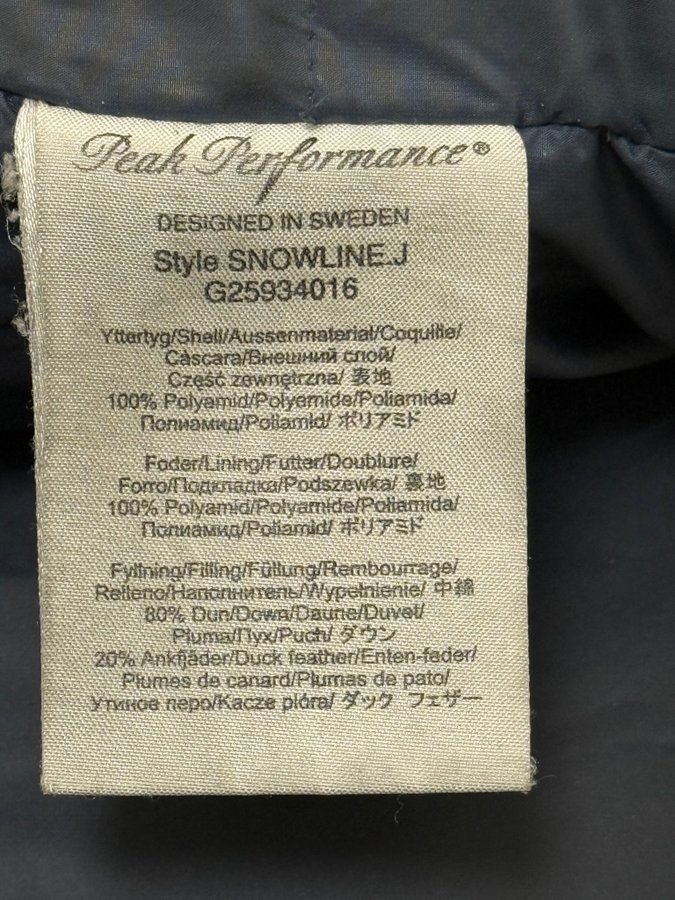 Peak Performance®
DESIGNED IN SWEDEN
Style SNOWLINE.J
G25934016
Yttertyg/Shell/Aussenmaterial/Coquille/
Cáscara/Внешний слой/
Część zewnętrzna/ 表地
100% Polyamid/Polyamide/Poliamida/
Полиамид/Poliamid/ ポリアミド
Foder/Lining/Futter/Doublure/
Forro/Подкладка/Podszewka/ 裏地
100% Polyamid/Polyamide/Poliamida/
Полиамид/Poliamid/ ポリアミド
Fyllning/Filling/Füllung/Rembourrage/
Relleno/Наполнитель/Wypełnienie/ 中綿
80% Dun/Down/Daune/Duvet/
Pluma/Пух/Puch/ ダウン
20% Ankfjäder/Duck feather/Enten-feder/
Plumes de canard/Plumas de pato/
Утиное перо/Kacze pióra/ ダック フェザー